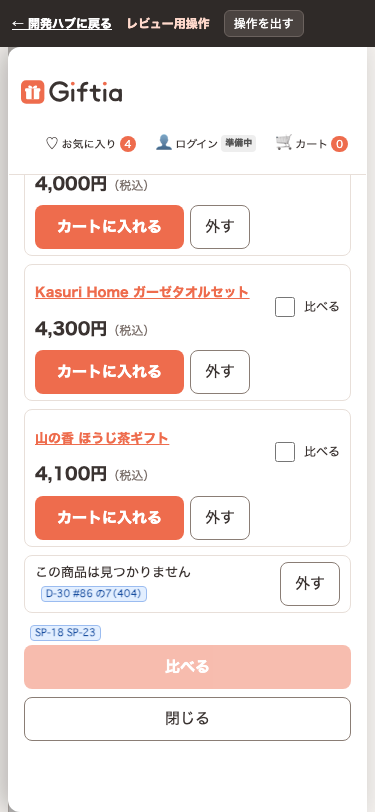 ← 開発ハブに戻る レビュー用操作 操作を出す
Giftia
♡ お気に入り 4 ログイン 準備中 カート 0
4,000円（税込）
カートに入れる 外す
Kasuri Home ガーゼタオルセット
比べる
4,300円（税込）
カートに入れる 外す
山の香 ほうじ茶ギフト
比べる
4,100円（税込）
カートに入れる 外す
この商品は見つかりません
D-30 #86 の7(404)
外す
SP-18 SP-23
比べる
閉じる